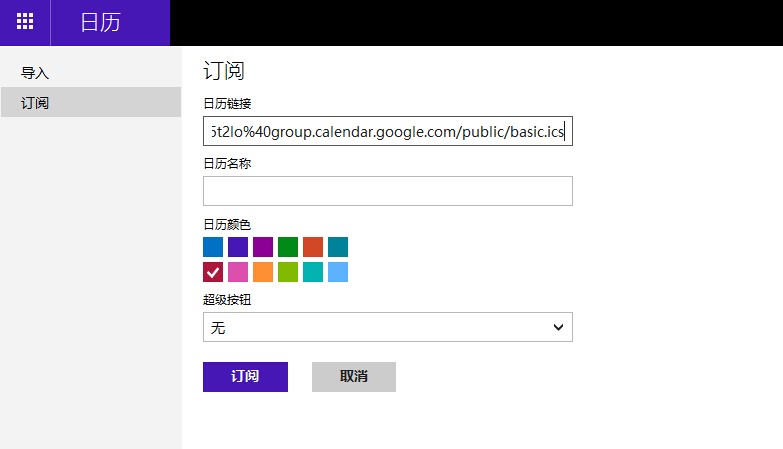 日历
导入
订阅
订阅
日历链接
5t2lo%40group.calendar.google.com/public/basic.ics
日历名称
日历颜色
超级按钮
无
订阅 取消